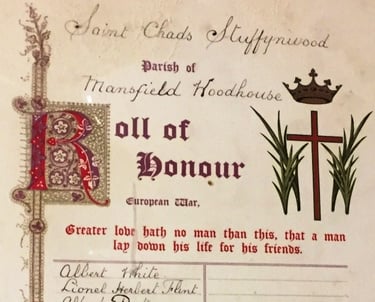 Saint Chads Stuffynwood
Parish of
Mansfield Woodhouse
Roll of
Honour
European War,
Greater love hath no man than this, that a man
lay down his life for his friends.
Albert White
Lionel Herbert Flint